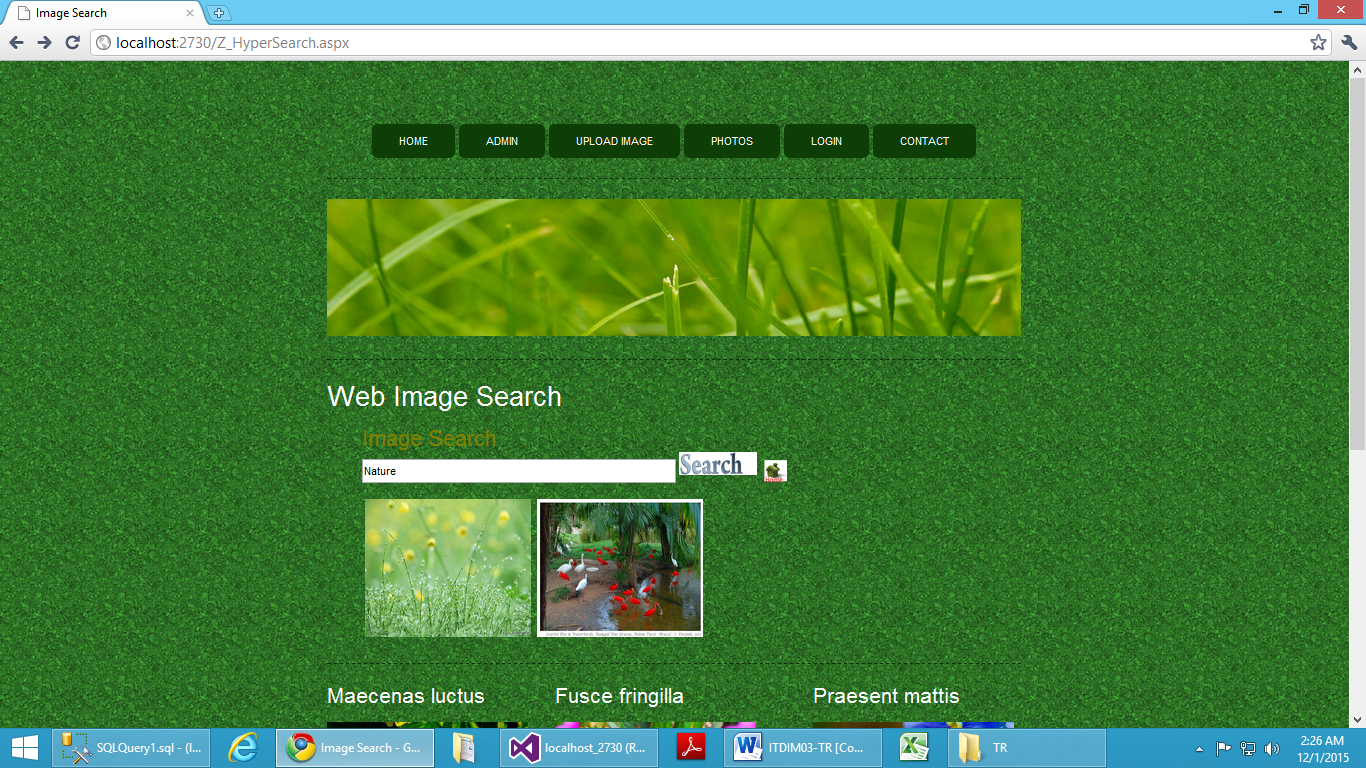 Image Search
localhost:2730/Z_HyperSearch.aspx
HOME
ADMIN
UPLOAD IMAGE
PHOTOS
LOGIN
CONTACT
Web Image Search
Image Search
Nature
Search
Home
Maecenas luctus
Fusce fringilla
Praesent mattis
SQLQuery1.sql - (l...
Image Search - G...
localhost_2730 (R...
ITDIM03-TR [Co...
TR
2:26 AM
12/1/2015